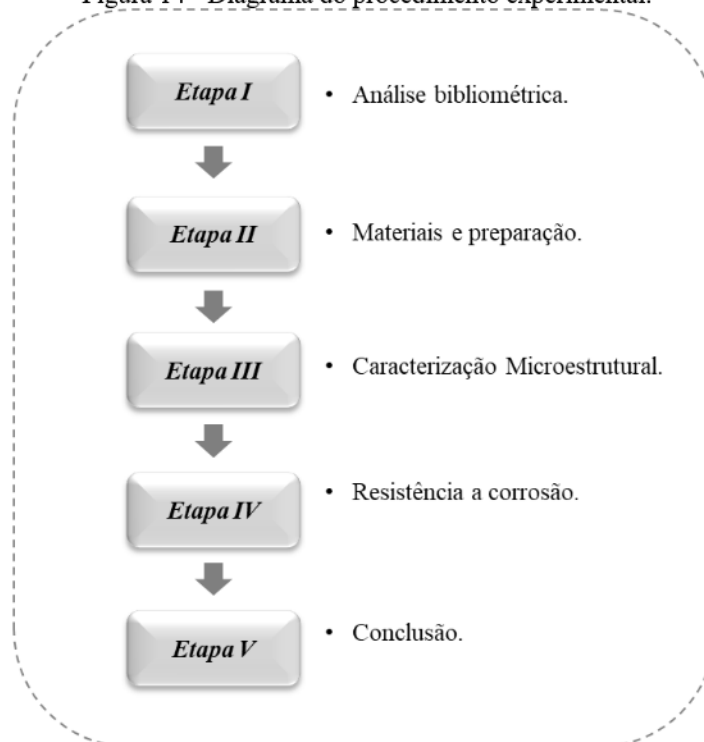 Figura 14 - Diagrama do procedimento experimental.
Etapa I
• Análise bibliométrica.
Etapa II
• Materiais e preparação.
Etapa III
• Caracterização Microestrutural.
Etapa IV
• Resistência a corrosão.
Etapa V
• Conclusão.